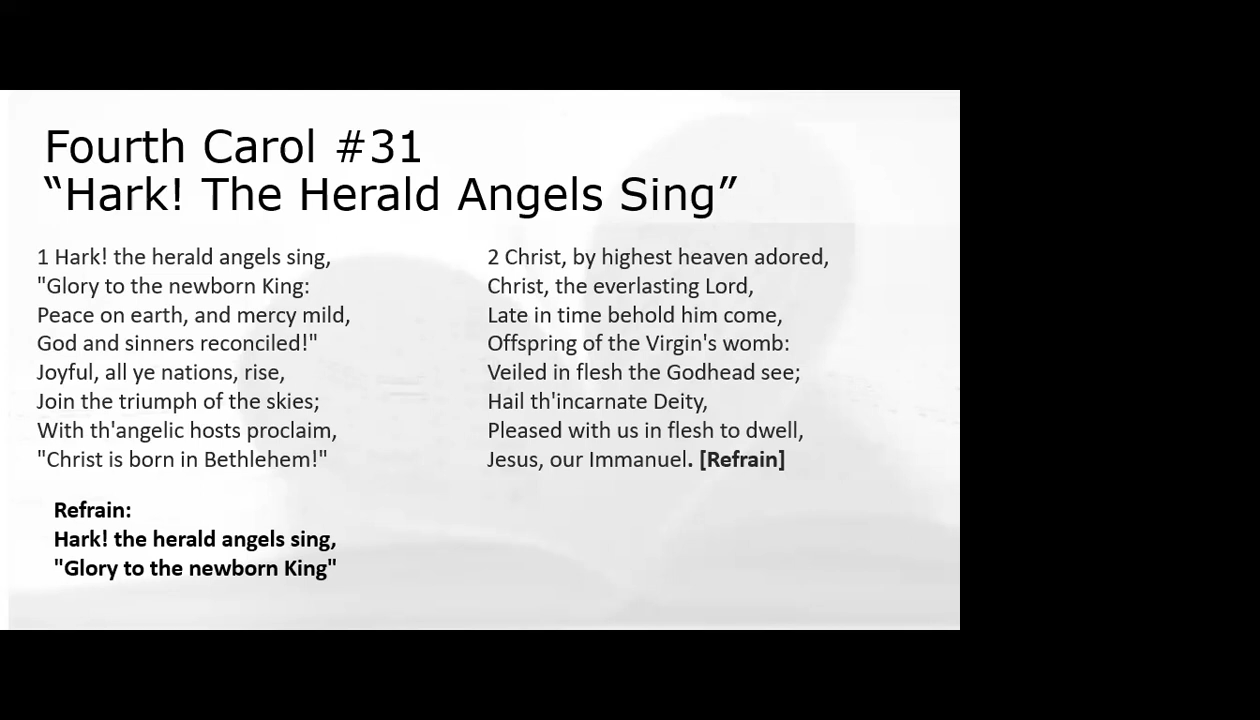 Fourth Carol #31
“Hark! The Herald Angels Sing”
1 Hark! the herald angels sing,
"Glory to the newborn King:
Peace on earth, and mercy mild,
God and sinners reconciled!"
Joyful, all ye nations, rise,
Join the triumph of the skies;
With th'angelic hosts proclaim,
"Christ is born in Bethlehem!"
Refrain:
Hark! the herald angels sing,
"Glory to the newborn King"
2 Christ, by highest heaven adored,
Christ, the everlasting Lord,
Late in time behold him come,
Offspring of the Virgin's womb:
Veiled in flesh the Godhead see;
Hail th'incarnate Deity,
Pleased with us in flesh to dwell,
Jesus, our Immanuel. [Refrain]